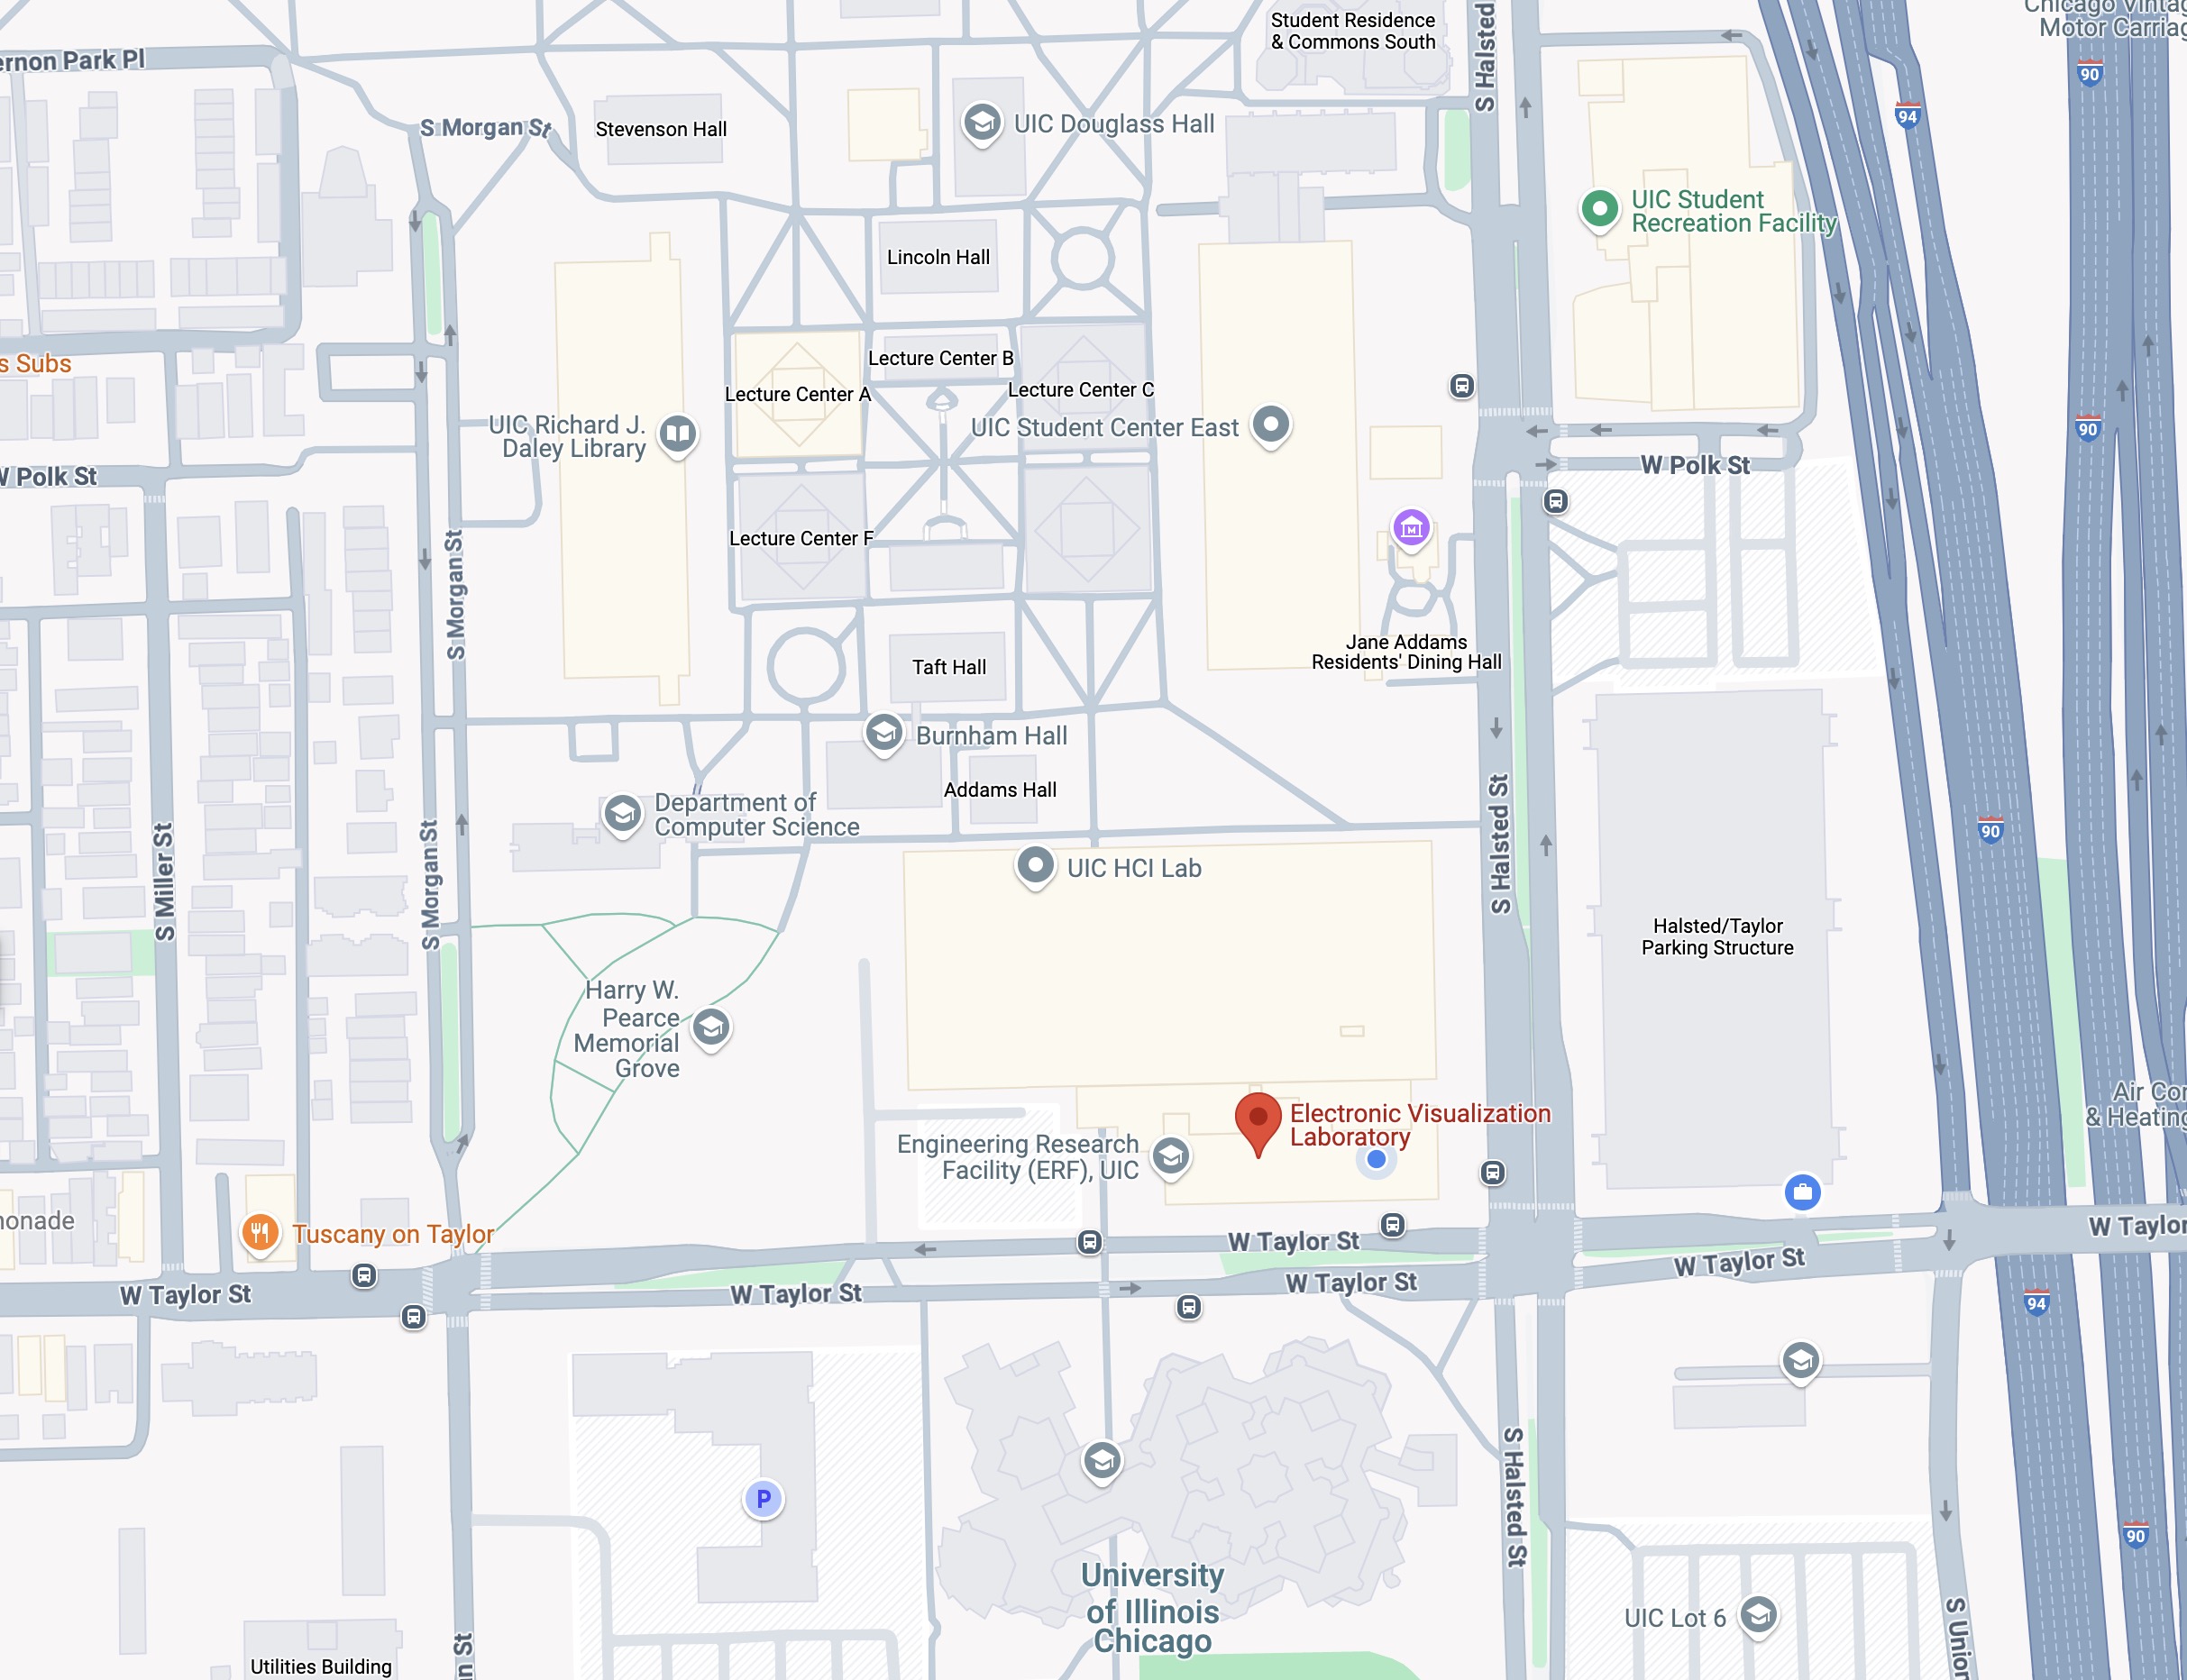 Student Residence
& Commons South
S Halsted
Chicago Vintag
Motor Carriag
ernon Park Pl
90
94
S Morgan St
Stevenson Hall
UIC Douglass Hall
UIC Student
Recreation Facility
Lincoln Hall
s Subs
Lecture Center B
Lecture Center A
Lecture Center C
UIC Richard J.
Daley Library
UIC Student Center East
90
W Polk St
W Polk St
Lecture Center F
M
S Morgan St
Jane Addams
Residents' Dining Hall
Taft Hall
Burnham Hall
Addams Hall
Department of
Computer Science
S Halsted St
90
S Miller St
S Morgan St
UIC HCI Lab
Halsted/Taylor
Parking Structure
Harry W.
Pearce
Memorial
Grove
Electronic Visualization
Laboratory
Air Con
& Heating
Engineering Research
Facility (ERF), UIC
monade
Tuscany on Taylor
W Taylor St
W Taylor
W Taylor St
W Taylor St
W Taylor St
W Taylor St
94
S Halsted St
P
90
University
of Illinois
Chicago
UIC Lot 6
S Union
n St
Utilities Building